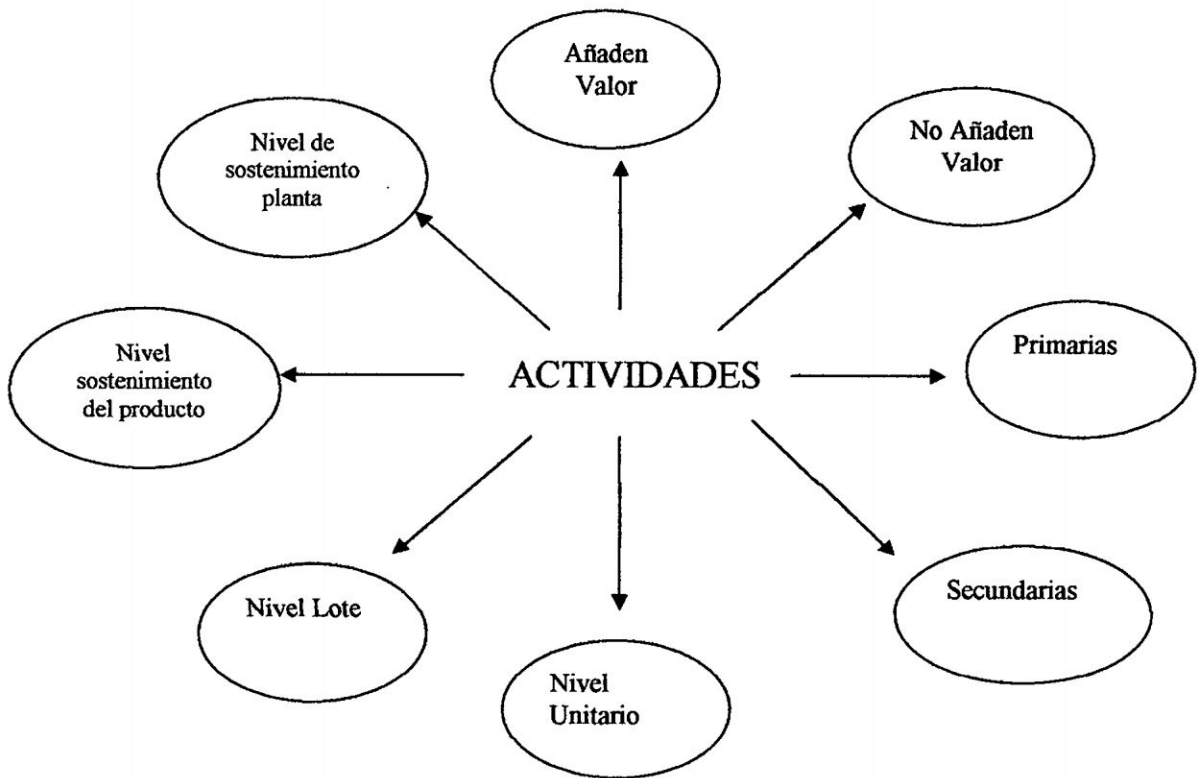 Añaden
Valor
No Añaden
Valor
Nivel de
sostenimiento
planta
Primarias
Nivel
sostenimiento
del producto
ACTIVIDADES
Secundarias
Nivel Lote
Nivel
Unitario